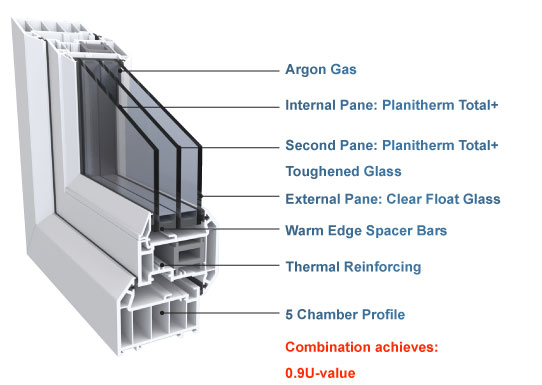 Argon Gas
Internal Pane: Planitherm Total+
Second Pane: Planitherm Total+
Toughened Glass
External Pane: Clear Float Glass
Warm Edge Spacer Bars
Thermal Reinforcing
5 Chamber Profile
Combination achieves:
0.9U-value